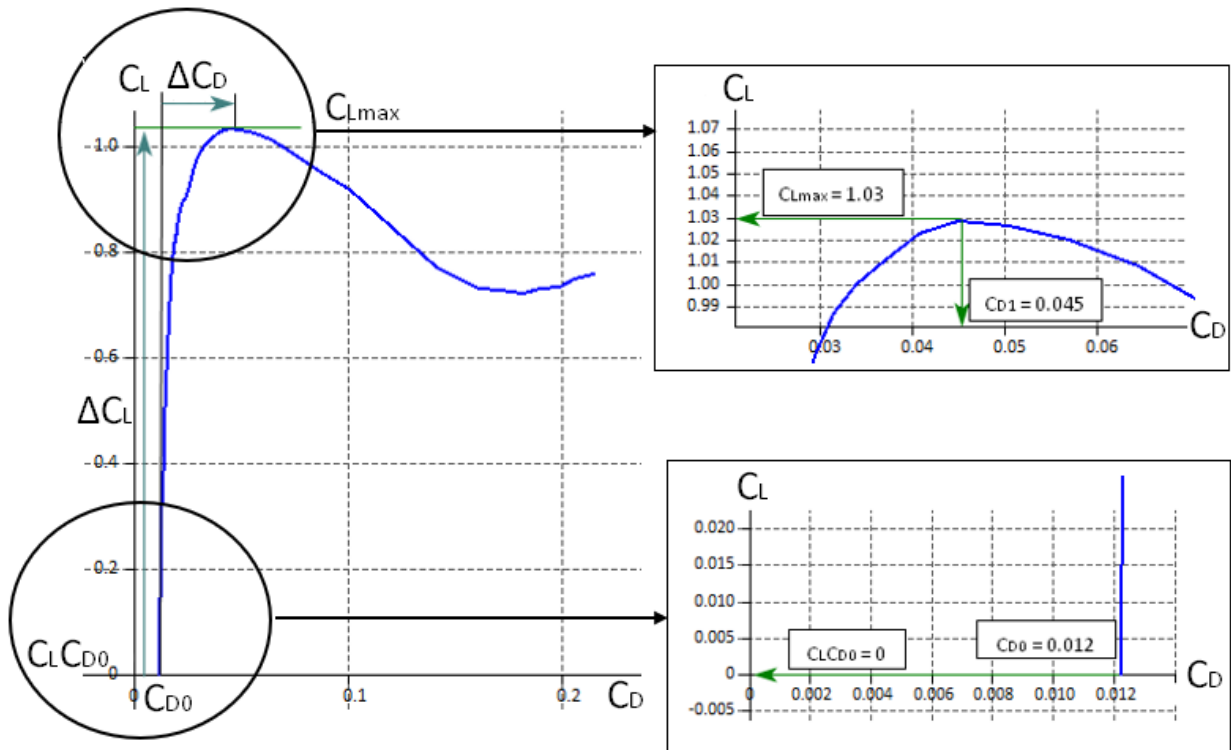 CL ΔCD
CLmax
1.0
0.8
0.6
ΔCL
0.4
0.2
CLCD0
0
0
CD0
0.1
0.2
CD
CL
1.07
1.06
1.05
1.04
1.03
1.02
1.01
1.00
0.99
CLmax = 1.03
CD1 = 0.045
0.03 0.04 0.05 0.06
CD
CL
0.020
0.015
0.010
0.005
0
-0.005
CLCD0 = 0
CD0 = 0.012
0 0.002 0.004 0.006 0.008 0.010 0.012
CD